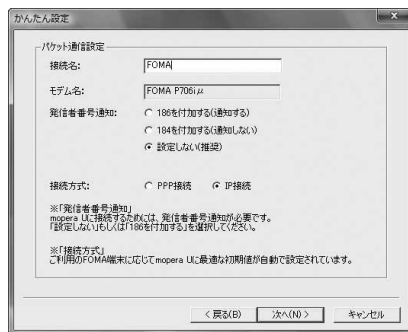 かんたん設定
パケット通信設定
接続名: FOMA
モデム名: FOMA P706iμ
発信者番号通知: 186を付加する(通知する)
184を付加する(通知しない)
設定しない(推奨)
接続方式: PPP接続 IP接続
※「発信者番号通知」
mopera Uに接続するためには、発信者番号通知が必要です。
「設定しない」もしくは「186を付加する」を選択してください。
※「接続方式」
ご利用のFOMA端末に応じてmopera Uに最適な初期値が自動で設定されています。
< 戻る(B) 次へ(N) > キャンセル